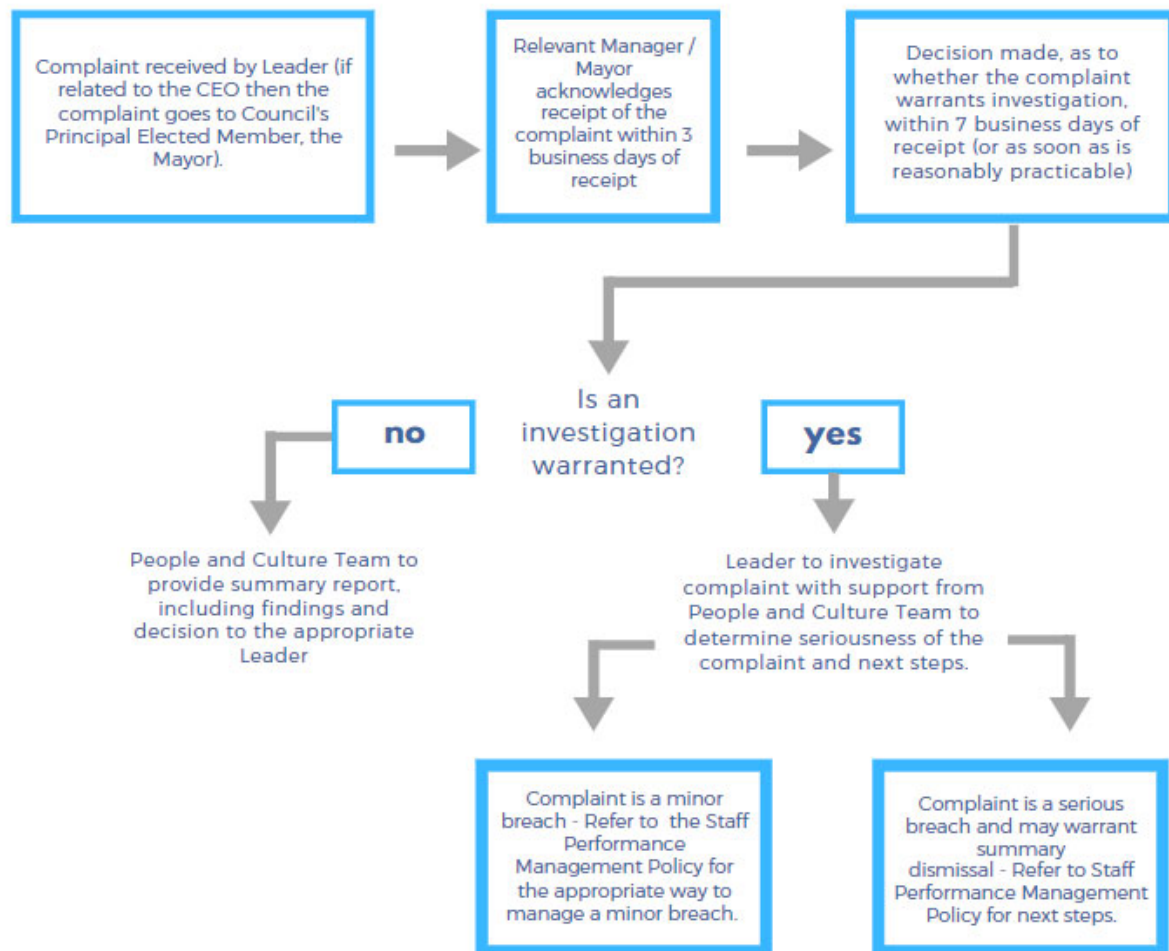 Complaint received by Leader (if
related to the CEO then the
complaint goes to Council's
Principal Elected Member, the
Mayor).
Relevant Manager /
Mayor
acknowledges
receipt of the
complaint within 3
business days of
receipt
Decision made, as to
whether the complaint
warrants investigation,
within 7 business days of
receipt (or as soon as is
reasonably practicable)
Is an
investigation
warranted?
no
yes
People and Culture Team to
provide summary report,
including findings and
decision to the appropriate
Leader
Leader to investigate
complaint with support from
People and Culture Team to
determine seriousness of the
complaint and next steps.
Complaint is a minor
breach - Refer to the Staff
Performance
Management Policy for
the appropriate way to
manage a minor breach.
Complaint is a serious
breach and may warrant
summary
dismissal - Refer to Staff
Performance Management
Policy for next steps.